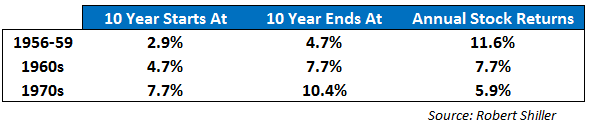 10 Year Starts At 10 Year Ends At Annual Stock Returns
1956-59 2.9% 4.7% 11.6%
1960s 4.7% 7.7% 7.7%
1970s 7.7% 10.4% 5.9%
Source: Robert Shiller